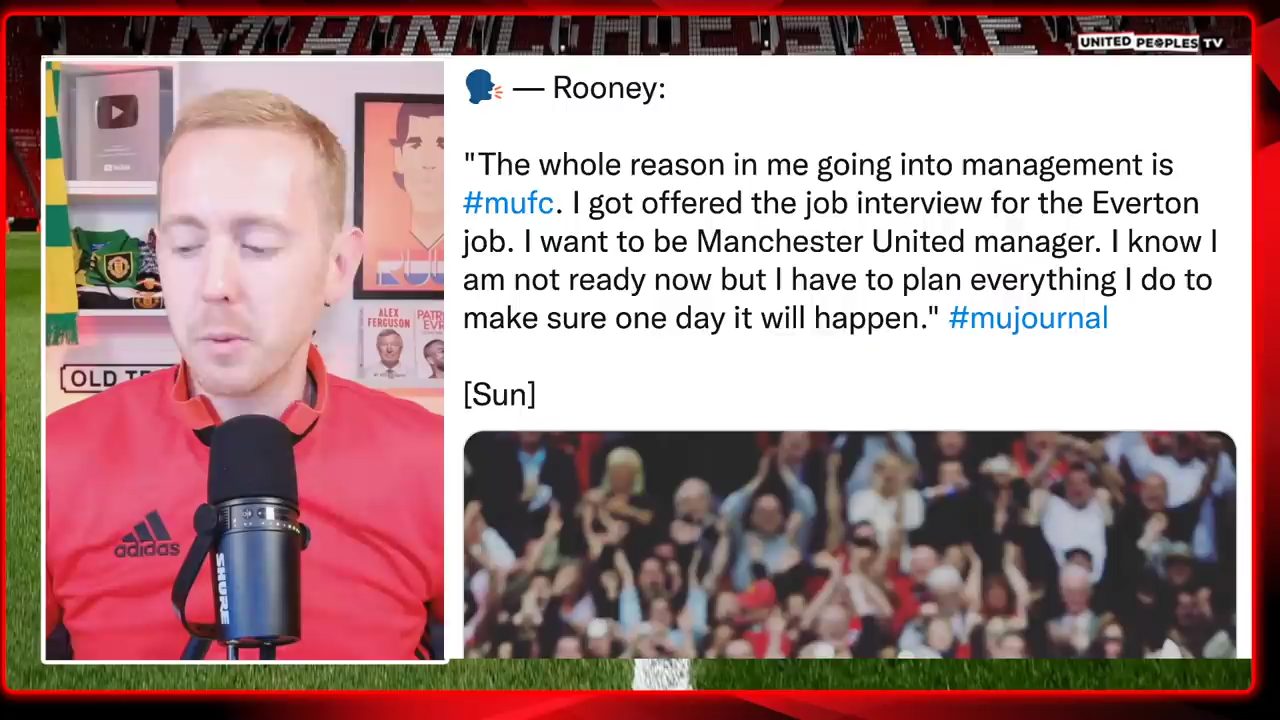 MANCHESTER
UNITED PEOPLES TV
— Rooney:
"The whole reason in me going into management is
#mufc. I got offered the job interview for the Everton
job. I want to be Manchester United manager. I know I
am not ready now but I have to plan everything I do to
make sure one day it will happen." #mujournal
[Sun]
YouTube
ALEX
FERGUSON
OLD
adidas
SHURE